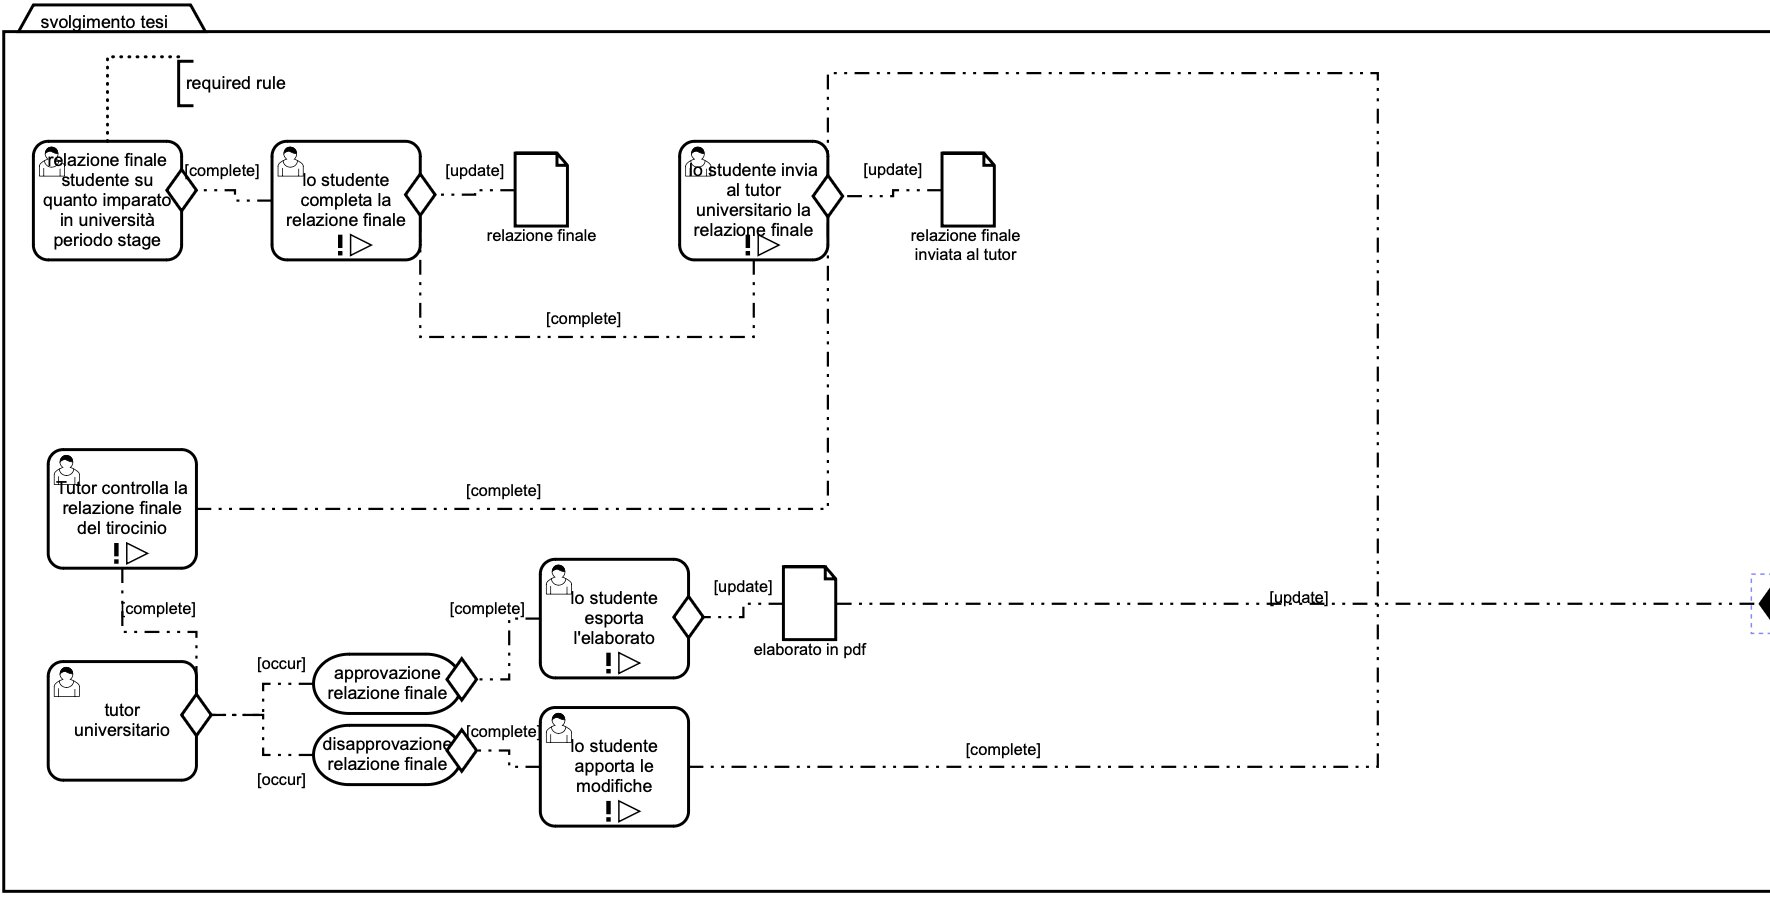 svolgimento tesi
required rule
relazione finale
studente su
quanto imparato
in università
periodo stage
[complete]
lo studente
completa la
relazione finale
[update]
relazione finale
lo studente invia
al tutor
universitario la
relazione finale
[update]
relazione finale
inviata al tutor
[complete]
Tutor controlla la
relazione finale
del tirocinio
[complete]
[complete]
tutor
universitario
[occur]
approvazione
relazione finale
[occur]
disapprovazione
relazione finale
[complete]
lo studente
esporta
l'elaborato
[update]
elaborato in pdf
[update]
[complete]
lo studente
apporta le
modifiche
[complete]